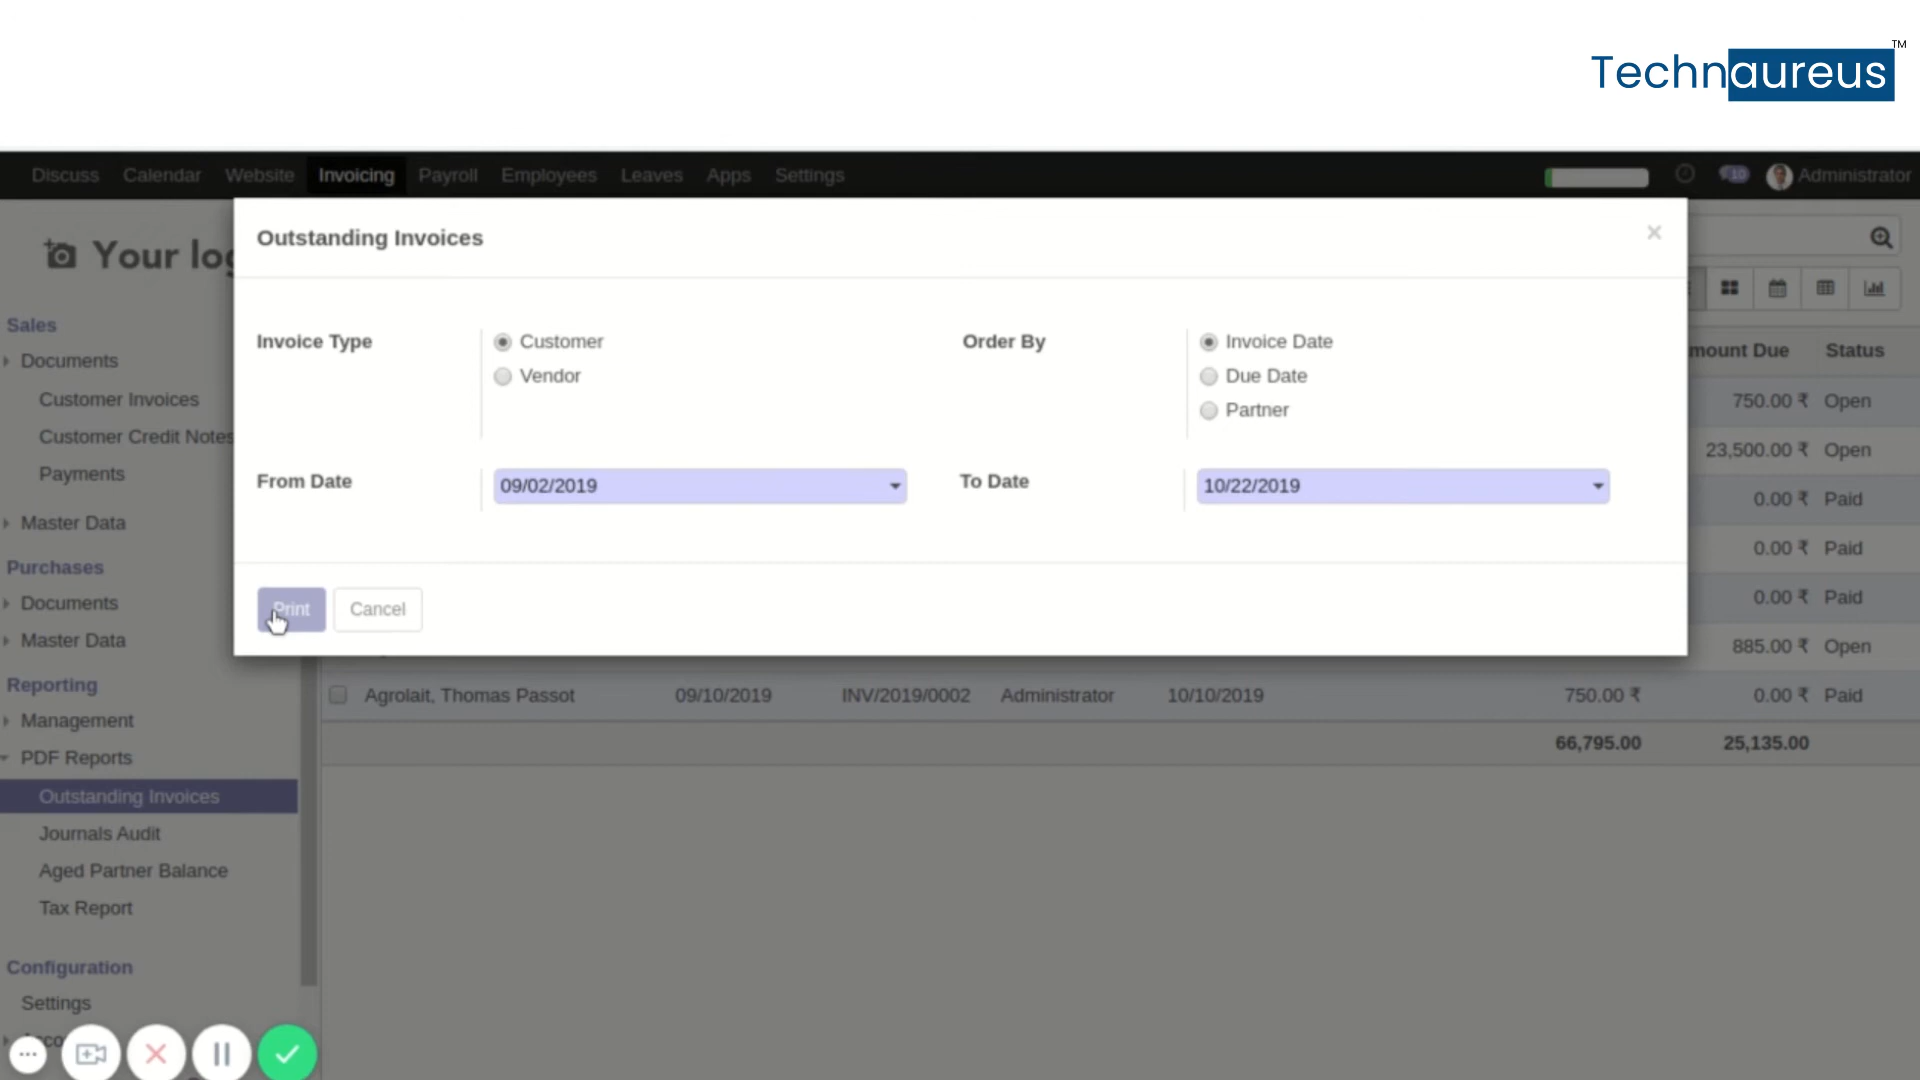 Technaureus™
Discuss Calendar Website Invoicing Payroll Employees Leaves Apps Settings 10 Administrator
Your log
Outstanding Invoices ×
Invoice Type
Customer
Vendor
Order By
Invoice Date
Due Date
Partner
From Date 09/02/2019
To Date 10/22/2019
Print Cancel
Sales
Documents
Customer Invoices
Customer Credit Notes
Payments
Master Data
Purchases
Documents
Master Data
Reporting
Management
PDF Reports
Outstanding Invoices
Journals Audit
Aged Partner Balance
Tax Report
Configuration
Settings
mount Due Status
750.00 ₹ Open
23,500.00 ₹ Open
0.00 ₹ Paid
0.00 ₹ Paid
0.00 ₹ Paid
885.00 ₹ Open
Agrolait, Thomas Passot 09/10/2019 INV/2019/0002 Administrator 10/10/2019 750.00 ₹ 0.00 ₹ Paid
66,795.00 25,135.00